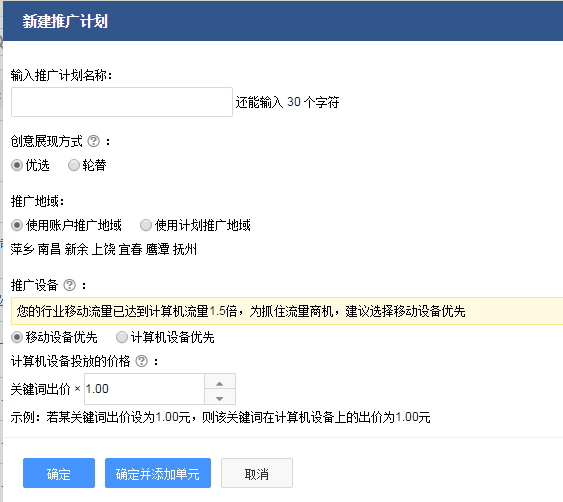 新建推广计划
输入推广计划名称：
还能输入 30 个字符
创意展现方式 ? ：
优选 轮替
推广地域：
使用账户推广地域 使用计划推广地域
萍乡 南昌 新余 上饶 宜春 鹰潭 抚州
推广设备 ? ：
您的行业移动流量已达到计算机流量1.5倍，为抓住流量商机，建议选择移动设备优先
移动设备优先 计算机设备优先
计算机设备投放的价格 ? ：
关键词出价 × 1.00
示例：若某关键词出价设为1.00元，则该关键词在计算机设备上的出价为1.00元
确定 确定并添加单元 取消